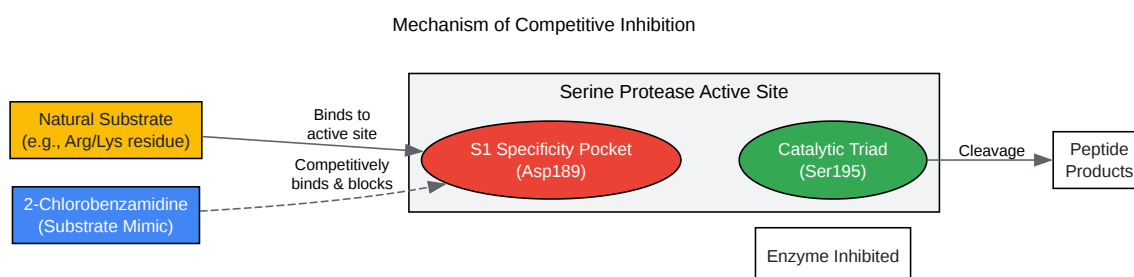 Mechanism of Competitive Inhibition
Serine Protease Active Site
Natural Substrate
(e.g., Arg/Lys residue)
Binds to
active site
S1 Specificity Pocket
(Asp189)
Catalytic Triad
(Ser195)
Cleavage
Peptide
Products
Competitively
binds & blocks
2-Chlorobenzamidine
(Substrate Mimic)
Enzyme Inhibited